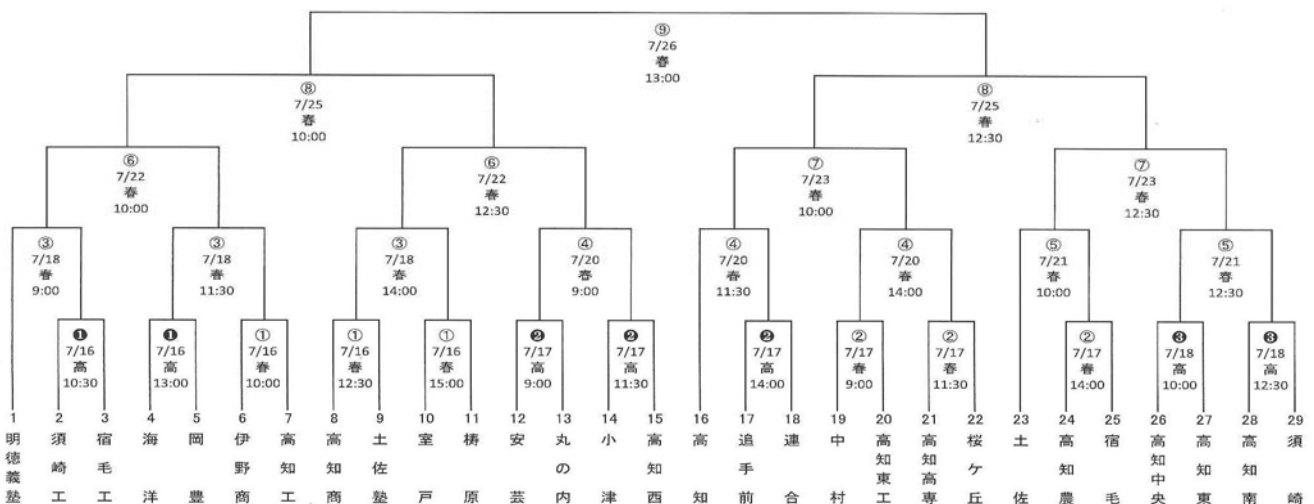 ⑨
7/26
春
13:00
⑧
7/25
春
10:00
⑧
7/25
春
12:30
⑥
7/22
春
10:00
⑥
7/22
春
12:30
⑦
7/23
春
10:00
⑦
7/23
春
12:30
③
7/18
春
9:00
③
7/18
春
11:30
③
7/18
春
14:00
④
7/20
春
9:00
④
7/20
春
11:30
④
7/20
春
14:00
⑤
7/21
春
10:00
⑤
7/21
春
12:30
❶
7/16
高
10:30
❶
7/16
高
13:00
①
7/16
春
10:00
①
7/16
春
12:30
①
7/16
春
15:00
❷
7/17
高
9:00
❷
7/17
高
11:30
❷
7/17
高
14:00
②
7/17
春
9:00
②
7/17
春
11:30
②
7/17
春
14:00
❸
7/18
高
10:00
❸
7/18
高
12:30
1 明徳義塾
2 須崎工
3 宿毛工
4 海洋
5 岡豊
6 伊野商
7 高知工
8 高知商
9 土佐塾
10 室戸
11 梼原
12 安芸
13 丸の内
14 小津
15 高知西
16 高知
17 追手前
18 連合
19 中村
20 高知東工
21 高知高専
22 桜ケ丘
23 土佐
24 高知農
25 宿毛
26 高知中央
27 高知東
28 高知南
29 須崎